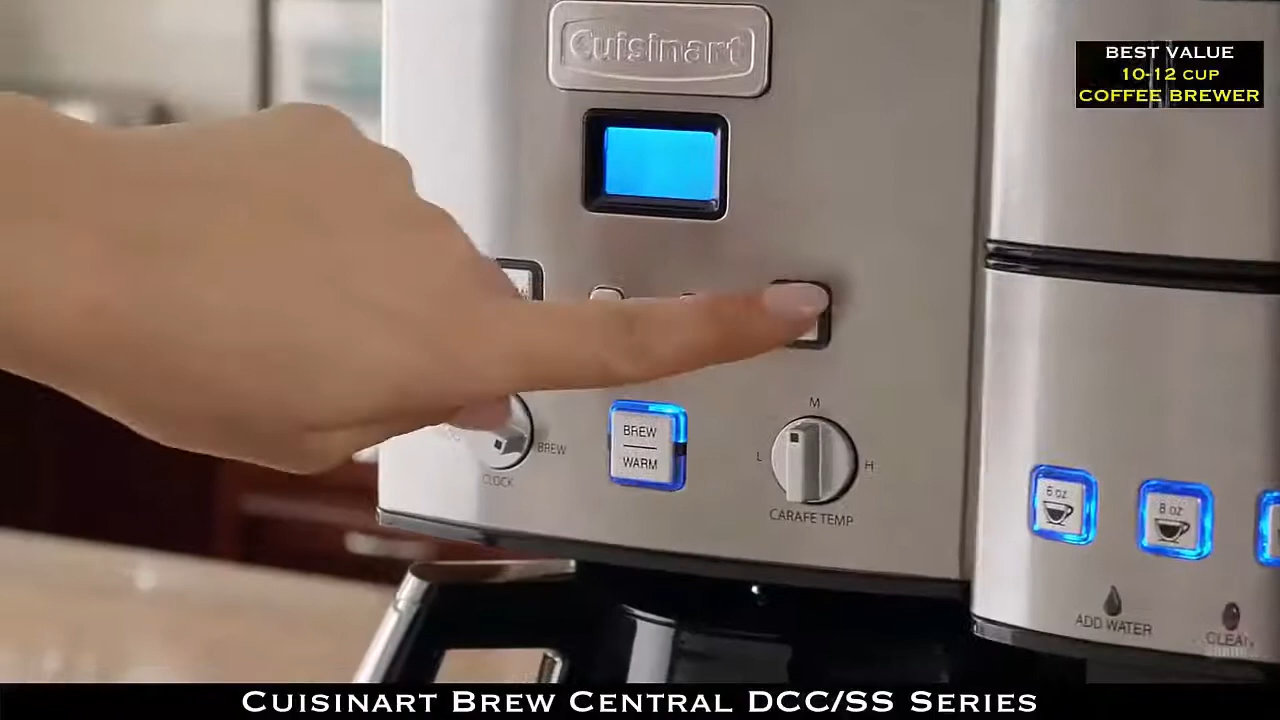 Cuisinart
BEST VALUE
10-12 CUP
COFFEE BREWER
M
BREW
WARM
L
H
BREW
CLOCK
CARAFE TEMP
6 oz
8 oz
ADD WATER
CLEAN
CUISINART BREW CENTRAL DCC/SS SERIES